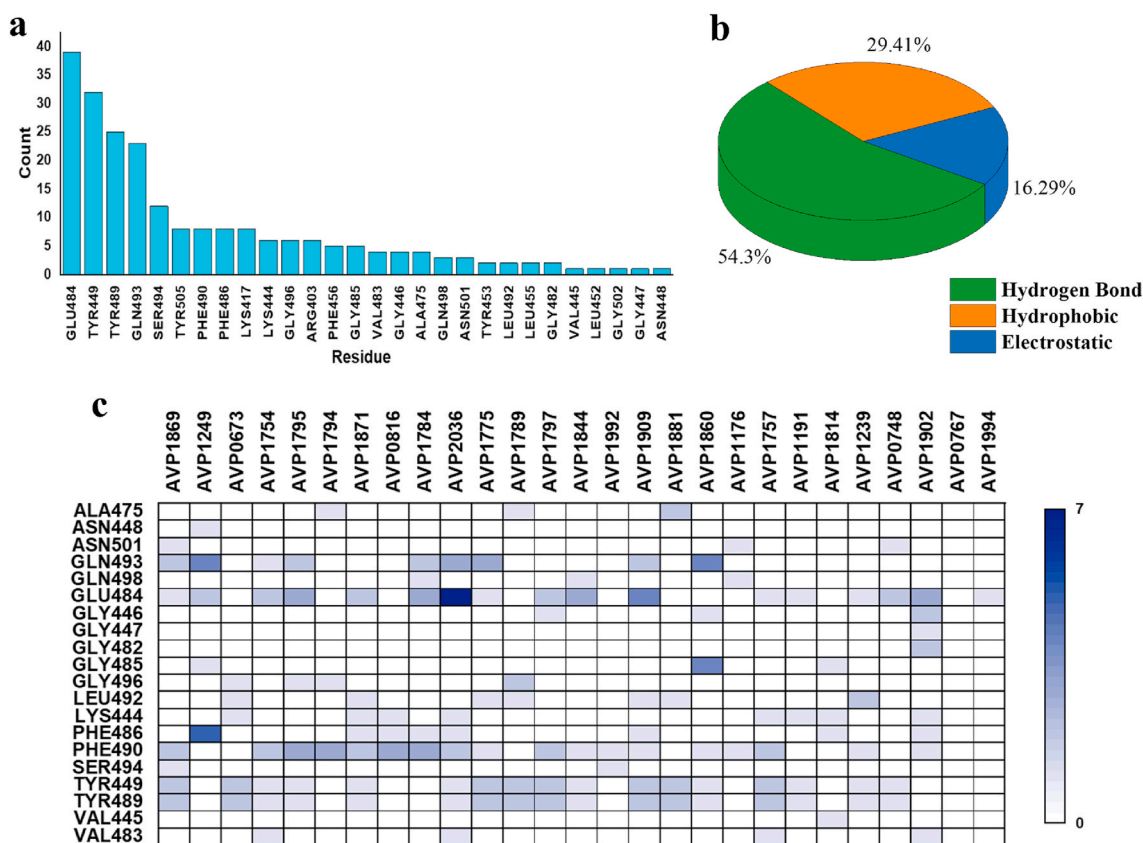 a
40
35
30
25
20
15
10
5
0
Count
GLU484 TYR449 TYR489 GLN493 SER494 TYR505 PHE490 PHE486 LYS417 LYS444 GLY496 ARG403 PHE456 GLY485 VAL483 GLY446 ALA475 GLN498 ASN501 TYR453 LEU492 LEU455 GLY482 VAL445 LEU452 GLY502 GLY447 ASN448
Residue
b
29.41%
16.29%
54.3%
Hydrogen Bond
Hydrophobic
Electrostatic
c
AVP1869 AVP1249 AVP0673 AVP1754 AVP1795 AVP1794 AVP1871 AVP0816 AVP1784 AVP2036 AVP1775 AVP1789 AVP1797 AVP1844 AVP1992 AVP1909 AVP1881 AVP1860 AVP1176 AVP1757 AVP1191 AVP1814 AVP1239 AVP0748 AVP1902 AVP0767 AVP1994
ALA475
ASN448
ASN501
GLN493
GLN498
GLU484
GLY446
GLY447
GLY482
GLY485
GLY496
LEU492
LYS444
PHE486
PHE490
SER494
TYR449
TYR489
VAL445
VAL483
7
0